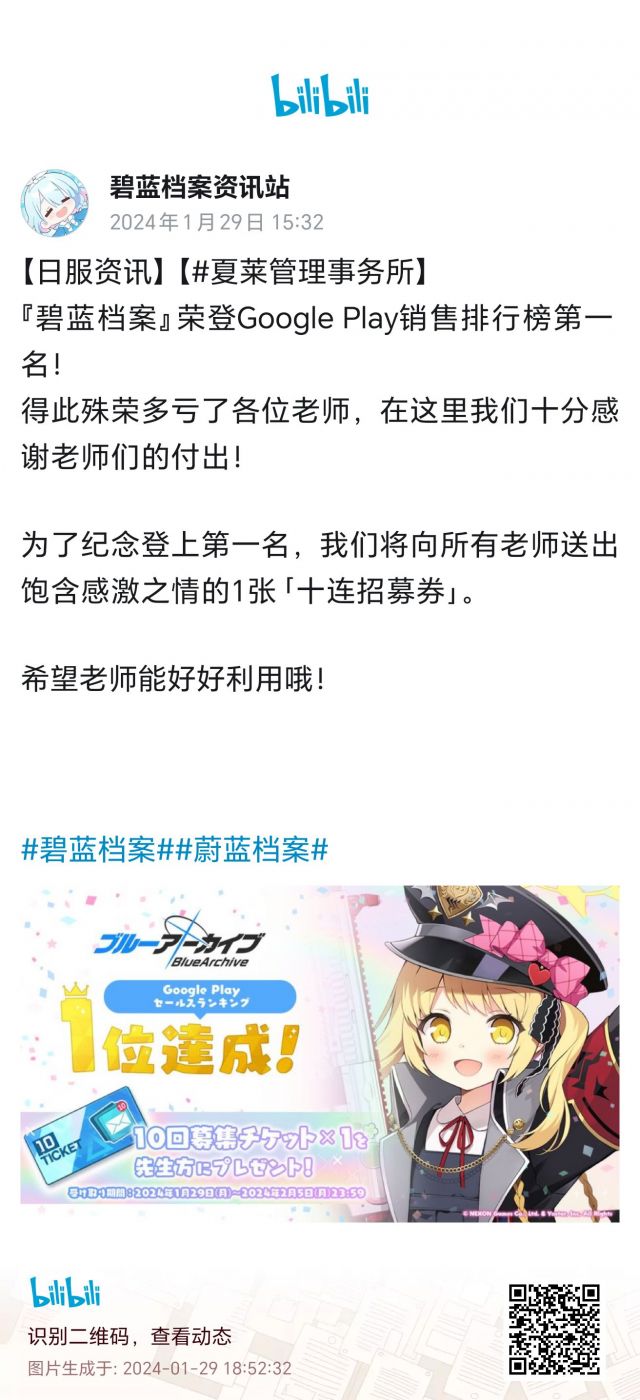 bilibili
碧蓝档案资讯站
2024年1月29日 15:32
【日服资讯】【#夏莱管理事务所】
『碧蓝档案』荣登Google Play销售排行榜第一
名！
得此殊荣多亏了各位老师，在这里我们十分感
谢老师们的付出！
为了纪念登上第一名，我们将向所有老师送出
饱含感激之情的1张「十连招募券」。
希望老师能好好利用哦！
#碧蓝档案##蔚蓝档案#
ブルーアーカイブ
BlueArchive
Google Play
セールスランキング
1位達成！
10
TICKET
10回募集チケット×1を
先生方にプレゼント！
受け取り期間：2024年1月29日(月)～2024年2月5日(月)23:59
© NEXON Games Co., Ltd. & Yostar, Inc. All Rights
bilibili
识别二维码，查看动态
图片生成于: 2024-01-29 18:52:32